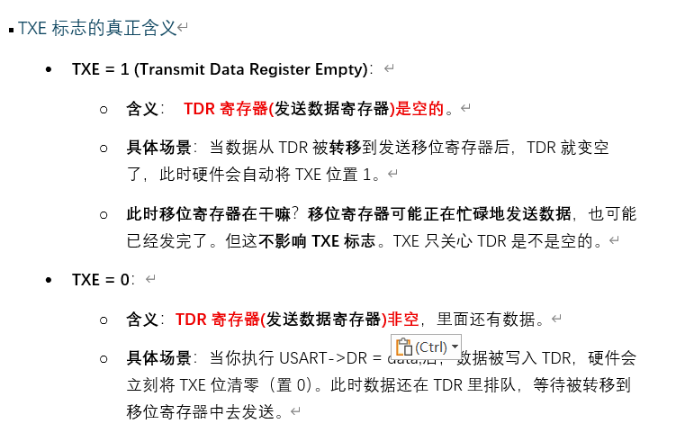 TXE 标志的真正含义
TXE = 1 (Transmit Data Register Empty)：
含义： TDR 寄存器(发送数据寄存器)是空的。
具体场景：当数据从 TDR 被转移到发送移位寄存器后，TDR 就变空
了，此时硬件会自动将 TXE 位置 1。
此时移位寄存器在干嘛？移位寄存器可能正在忙碌地发送数据，也可能
已经发完了。但这不影响 TXE 标志。TXE 只关心 TDR 是不是空的。
TXE = 0：
含义：TDR 寄存器(发送数据寄存器)非空，里面还有数据。
(Ctrl)
具体场景：当你执行 USART->DR = data;后，数据被写入 TDR，硬件会
立刻将 TXE 位清零（置 0）。此时数据还在 TDR 里排队，等待被转移到
移位寄存器中去发送。